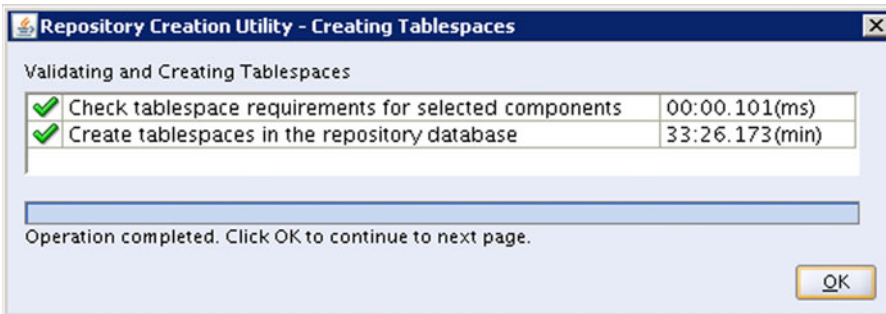 Repository Creation Utility - Creating Tablespaces
Validating and Creating Tablespaces
Check tablespace requirements for selected components 00:00.101(ms)
Create tablespaces in the repository database 33:26.173(min)
Operation completed. Click OK to continue to next page.
OK